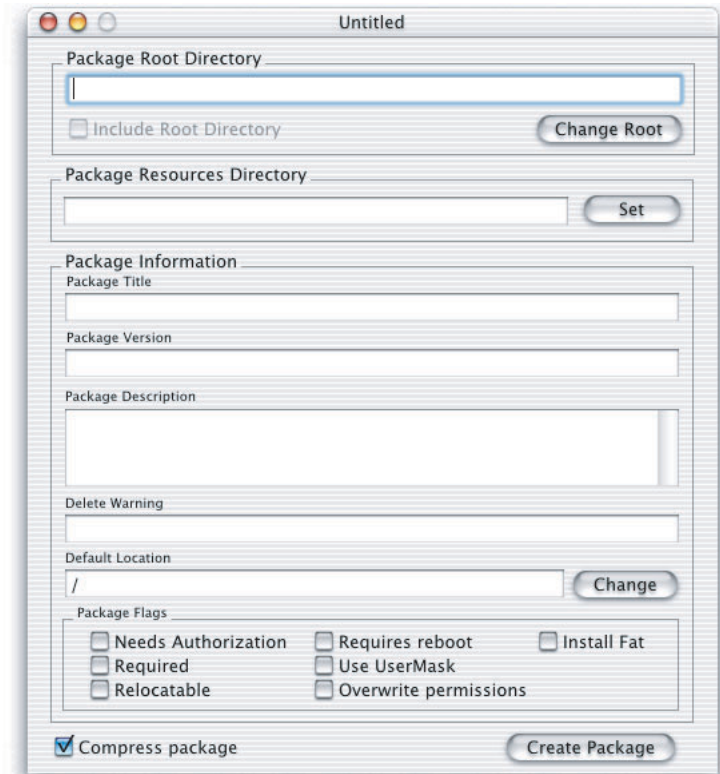 Untitled
Package Root Directory
Include Root Directory
Change Root
Package Resources Directory
Set
Package Information
Package Title
Package Version
Package Description
Delete Warning
Default Location
/
Change
Package Flags
Needs Authorization Requires reboot Install Fat
Required Use UserMask
Relocatable Overwrite permissions
Compress package
Create Package